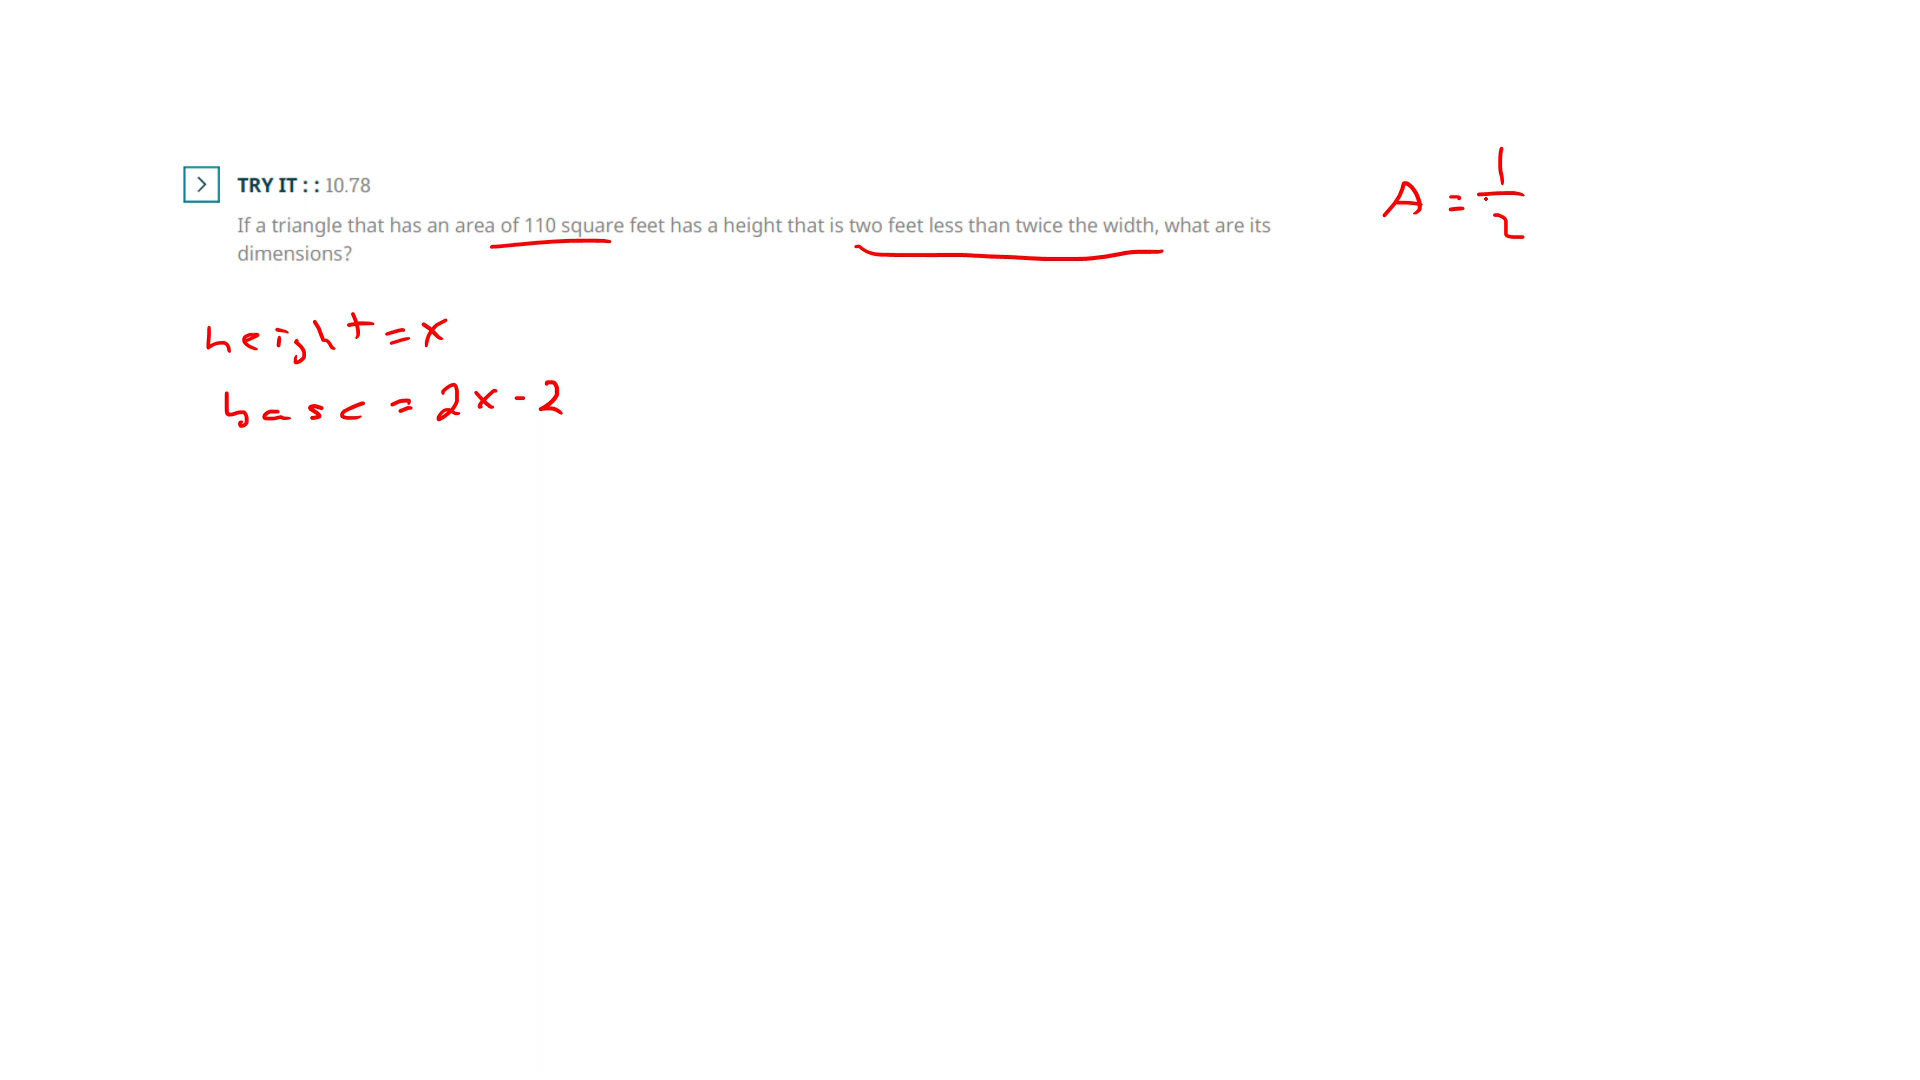 TRY IT : : 10.78
If a triangle that has an area of 110 square feet has a height that is two feet less than twice the width, what are its
dimensions?
A = 1/2
height = x
base = 2x - 2